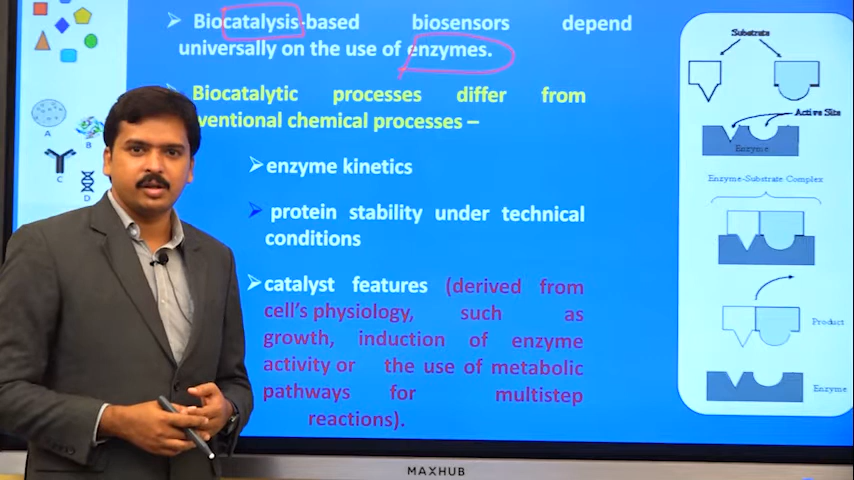 Biocatalysis-based biosensors depend
universally on the use of enzymes.
Biocatalytic processes differ from
ventional chemical processes –
enzyme kinetics
protein stability under technical
conditions
catalyst features (derived from
cell's physiology, such as
growth, induction of enzyme
activity or the use of metabolic
pathways for multistep
reactions).
A
B
C
D
Substrate
Active Site
Enzyme
Enzyme-Substrate Complex
Product
Enzyme
MAXHUB